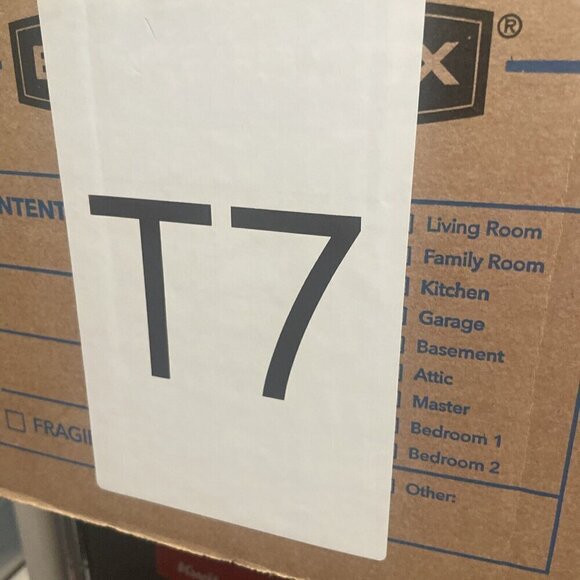 ®
T7
Living Room
Family Room
Kitchen
Garage
Basement
Attic
Master
Bedroom 1
Bedroom 2
Other: